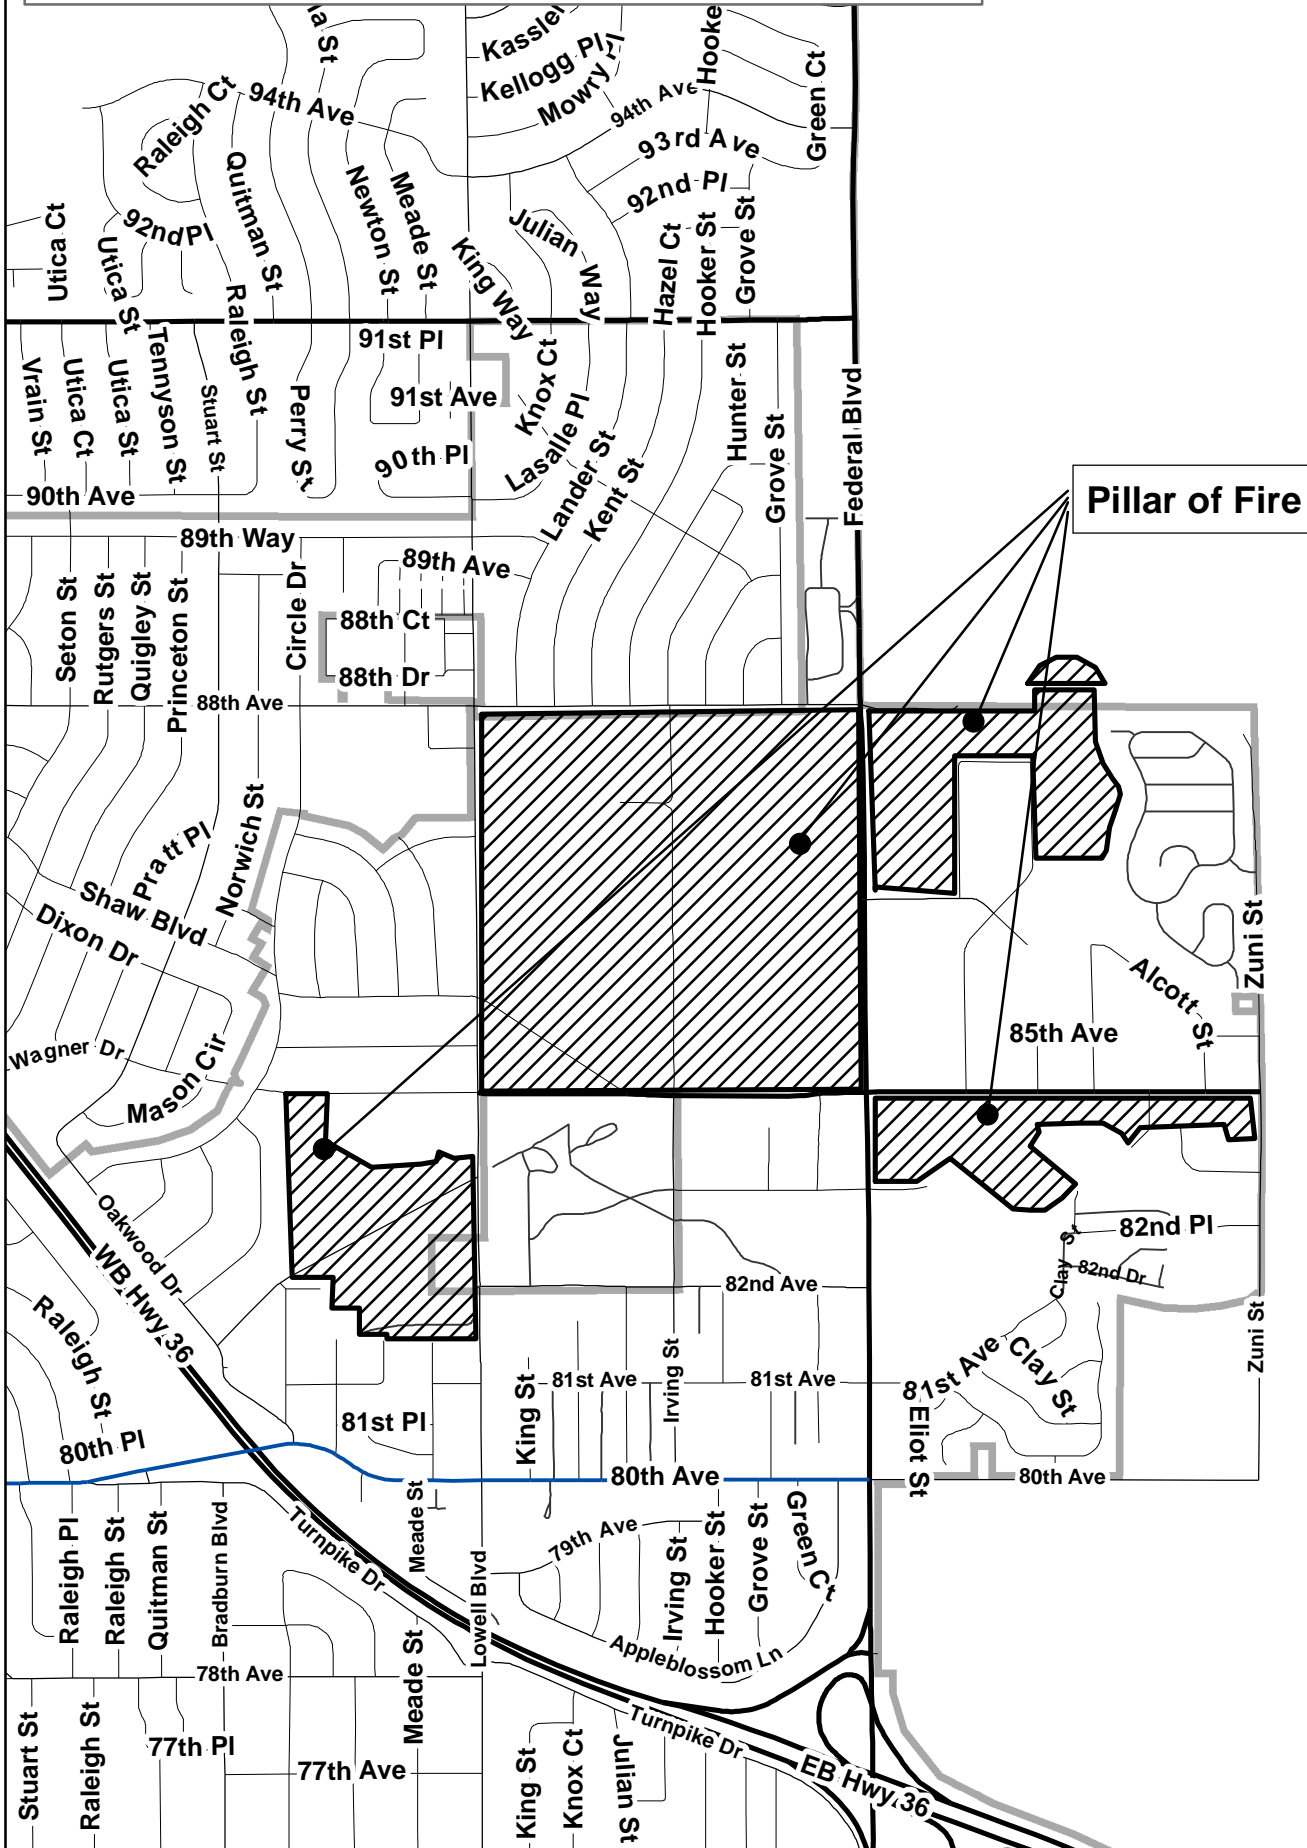 Kassler
Kellogg Pl
Mowry Pl
Hooke
Green Ct
94th Ave
94th Ave
Raleigh Ct
93rd Ave
92nd Pl
Quitman St
Newton St
Meade St
Julian Way
King Way
Hazel Ct
Hooker St
Grove St
Utica Ct
92nd Pl
Utica St
Raleigh St
91st Pl
91st Ave
90th Pl
Vrain St
Utica Ct
Utica St
Tennyson St
Stuart St
Perry St
Knox Ct
Lasalle Pl
Lander St
Kent St
Hunter St
Grove St
Federal Blvd
Pillar of Fire
90th Ave
89th Way
89th Ave
Seton St
Rutgers St
Quigley St
Princeton St
Circle Dr
88th Ct
88th Dr
88th Ave
Norwich St
Pratt Pl
Shaw Blvd
Dixon Dr
Wagner Dr
Mason Cir
Zuni St
Alcott St
85th Ave
Oakwood Dr
WB Hwy 36
82nd Pl
Clay St
82nd Dr
82nd Ave
Raleigh St
80th Pl
81st Pl
King St
81st Ave
Irving St
81st Ave
81st Ave
Clay St
Eliot St
Zuni St
80th Ave
80th Ave
Raleigh Pl
Raleigh St
Quitman St
Bradburn Blvd
Turnpike Dr
Meade St
Lowell Blvd
79th Ave
Irving St
Hooker St
Grove St
Green Ct
Appleblossom Ln
78th Ave
Meade St
Stuart St
Raleigh St
77th Pl
77th Ave
King St
Knox Ct
Julian St
Turnpike Dr
EB Hwy 36